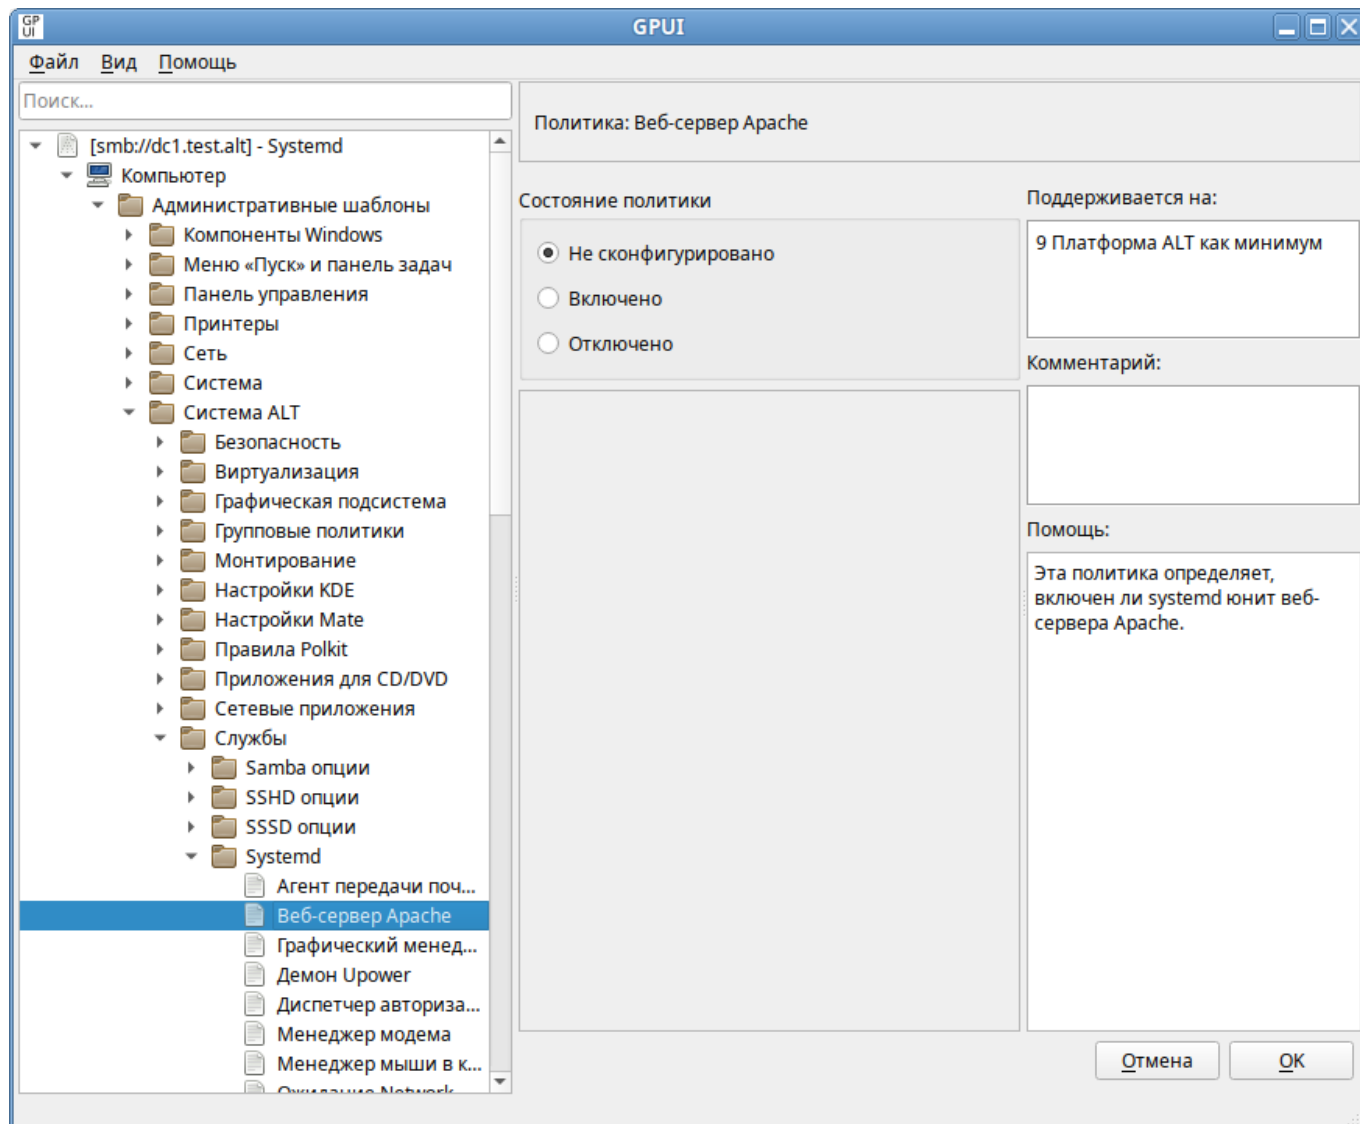 GP
UI
GPUI
Файл Вид Помощь
Поиск...
[smb://dc1.test.alt] - Systemd
Компьютер
Административные шаблоны
Компоненты Windows
Меню «Пуск» и панель задач
Панель управления
Принтеры
Сеть
Система
Система ALT
Безопасность
Виртуализация
Графическая подсистема
Групповые политики
Монтирование
Настройки KDE
Настройки Mate
Правила Polkit
Приложения для CD/DVD
Сетевые приложения
Службы
Samba опции
SSHD опции
SSSD опции
Systemd
Агент передачи поч...
Веб-сервер Apache
Графический менед...
Демон Upower
Диспетчер авториза...
Менеджер модема
Менеджер мыши в к...
Ожидание Network
Политика: Веб-сервер Apache
Состояние политики
Не сконфигурировано
Включено
Отключено
Поддерживается на:
9 Платформа ALT как минимум
Комментарий:
Помощь:
Эта политика определяет,
включен ли systemd юнит веб-
сервера Apache.
Отмена
OK